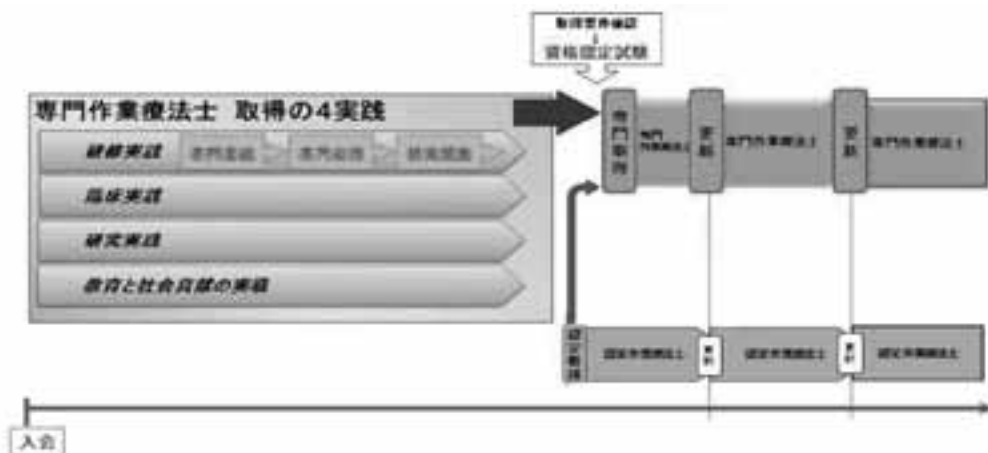 取得要件確認
資格認定試験
専門作業療法士 取得の4実践
研修実践
専門基礎
専門応用
研究開発
臨床実践
研究実践
教育と社会貢献の実績
専門取得
専門
作業療法士
更新
専門作業療法士
更新
専門作業療法士
認定取得
認定作業療法士
更新
認定作業療法士
更新
認定作業療法士
入会